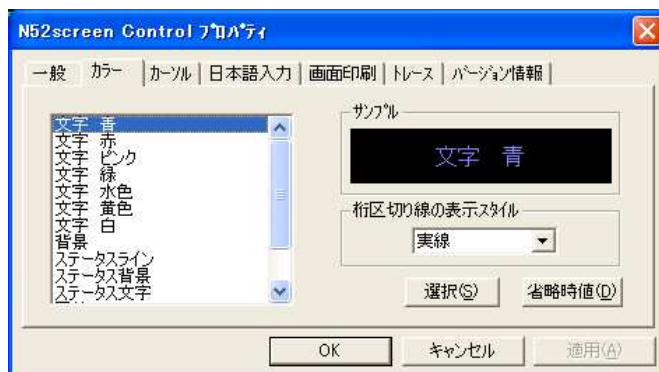 N52screen Control ﾌﾟﾛﾊﾟﾃｨ
一般 カラー カーソル 日本語入力 画面印刷 トレース バージョン情報
文字 青
文字 赤
文字 ピンク
文字 緑
文字 水色
文字 黄色
文字 白
背景
ステータスライン
ステータス背景
ステータス文字
サンプル
文字 青
桁区切り線の表示スタイル
実線
選択(S) 省略時値(D)
OK キャンセル 適用(A)